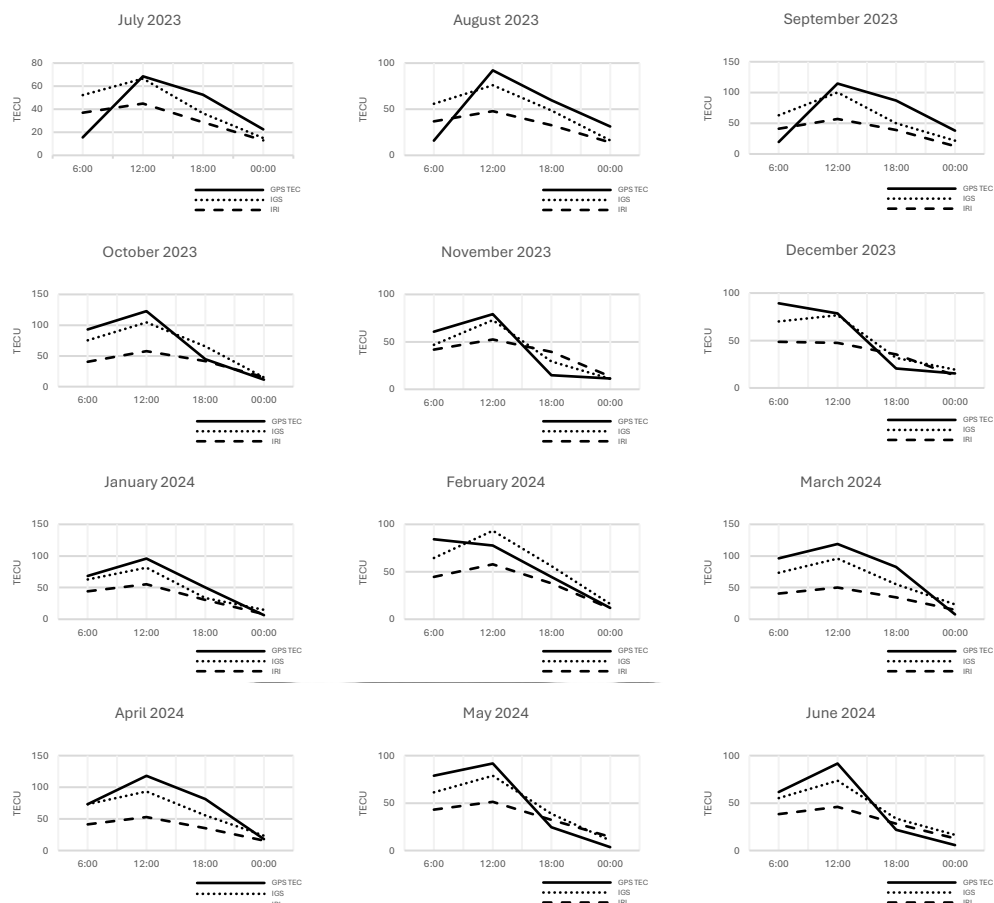 July 2023
80
60
40
20
0
TECU
6:00 12:00 18:00 00:00
GPS TEC
IGS
IRI
August 2023
100
50
0
TECU
6:00 12:00 18:00 00:00
GPS TEC
IGS
IRI
September 2023
150
100
50
0
TECU
6:00 12:00 18:00 00:00
GPS TEC
IGS
IRI
October 2023
150
100
50
0
TECU
6:00 12:00 18:00 00:00
GPS TEC
IGS
IRI
November 2023
100
50
0
TECU
6:00 12:00 18:00 00:00
GPS TEC
IGS
IRI
December 2023
100
50
0
TECU
6:00 12:00 18:00 00:00
GPS TEC
IGS
IRI
January 2024
150
100
50
0
TECU
6:00 12:00 18:00 00:00
GPS TEC
IGS
IRI
February 2024
100
50
0
TECU
6:00 12:00 18:00 00:00
GPS TEC
IGS
IRI
March 2024
150
100
50
0
TECU
6:00 12:00 18:00 00:00
GPS TEC
IGS
IRI
April 2024
150
100
50
0
TECU
6:00 12:00 18:00 00:00
GPS TEC
IGS
May 2024
100
50
0
TECU
6:00 12:00 18:00 00:00
GPS TEC
IGS
June 2024
100
50
0
TECU
6:00 12:00 18:00 00:00
GPS TEC
IGS